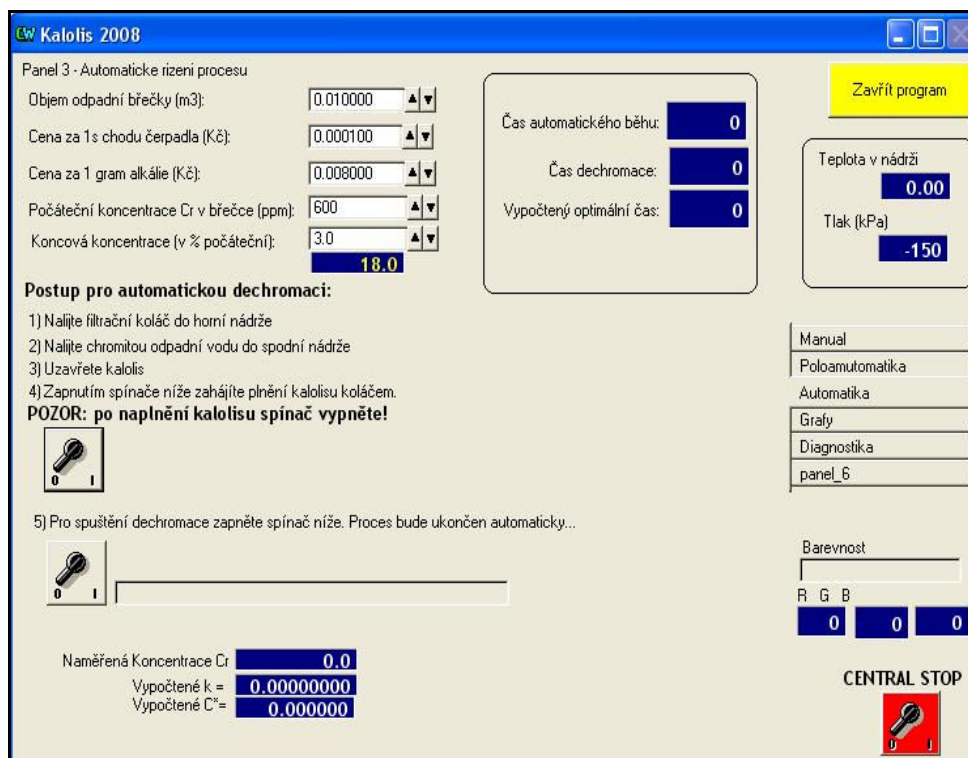 CW Kalolis 2008
Panel 3 - Automaticke rizeni procesu
Objem odpadní břečky (m3): 0.010000
Cena za 1s chodu čerpadla (Kč): 0.000100
Cena za 1 gram alkálie (Kč): 0.008000
Počáteční koncentrace Cr v břečce (ppm): 600
Koncová koncentrace (v % počáteční): 3.0
18.0
Čas automatického běhu: 0
Čas dechromace: 0
Vypočtený optimální čas: 0
Zavřít program
Teplota v nádrži
0.00
Tlak (kPa)
-150
Postup pro automatickou dechromaci:
1) Nalijte filtrační koláč do horní nádrže
2) Nalijte chromitou odpadní vodu do spodní nádrže
3) Uzavřete kalolis
4) Zapnutím spínače níže zahájíte plnění kalolisu koláčem.
POZOR: po naplnění kalolisu spínač vypněte!
0 I
Manual
Poloamutomatika
Automatika
Grafy
Diagnostika
panel_6
5) Pro spuštění dechromace zapněte spínač níže. Proces bude ukončen automaticky...
0 I
Barevnost
R G B
0 0 0
Naměřená Koncentrace Cr 0.0
Vypočtené k = 0.00000000
Vypočtené C*= 0.000000
CENTRAL STOP
0 I